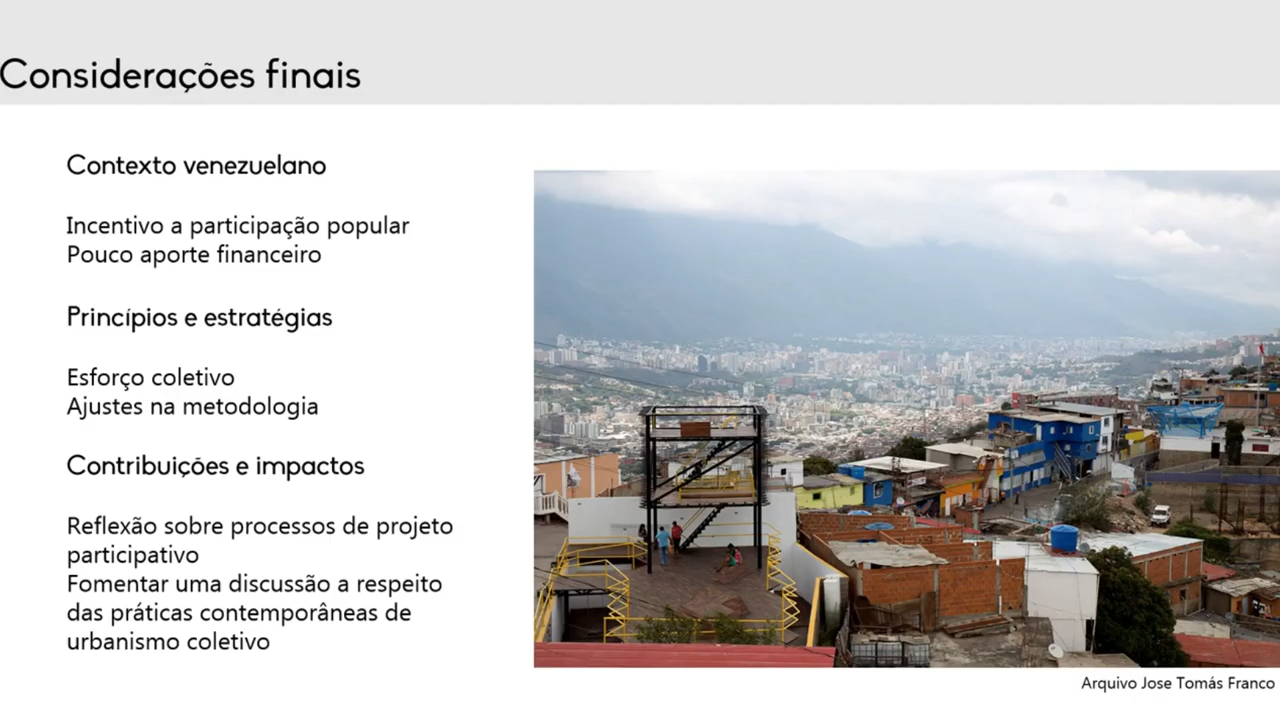 Considerações finais
Contexto venezuelano
Incentivo a participação popular
Pouco aporte financeiro
Princípios e estratégias
Esforço coletivo
Ajustes na metodologia
Contribuições e impactos
Reflexão sobre processos de projeto
participativo
Fomentar uma discussão a respeito
das práticas contemporâneas de
urbanismo coletivo
Arquivo Jose Tomás Franco